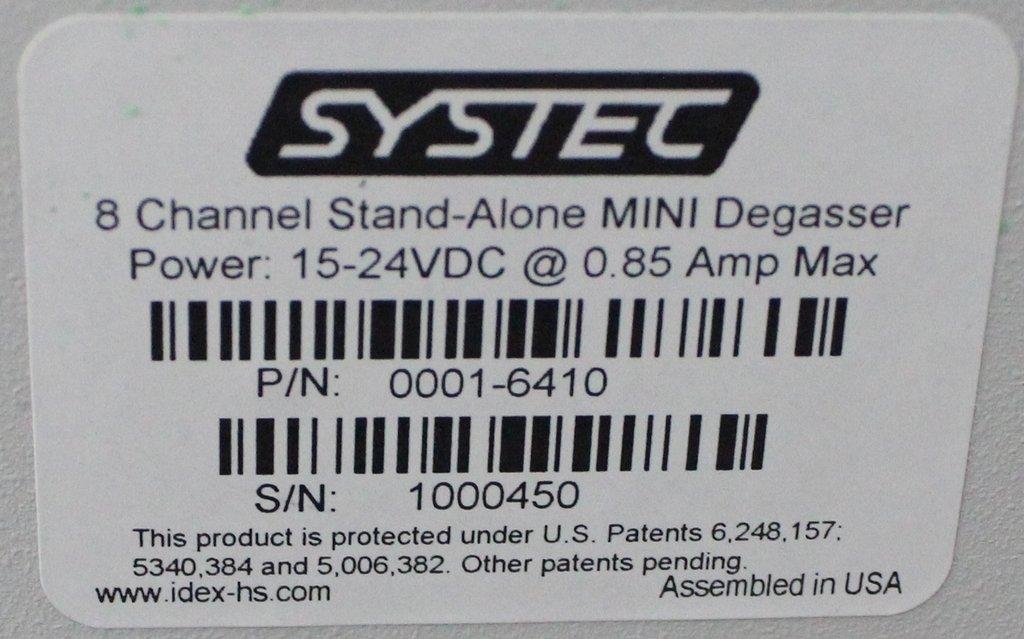 SYSTEC
8 Channel Stand-Alone MINI Degasser
Power: 15-24VDC @ 0.85 Amp Max
P/N: 0001-6410
S/N: 1000450
This product is protected under U.S. Patents 6,248,157;
5340,384 and 5,006,382. Other patents pending.
www.idex-hs.com Assembled in USA